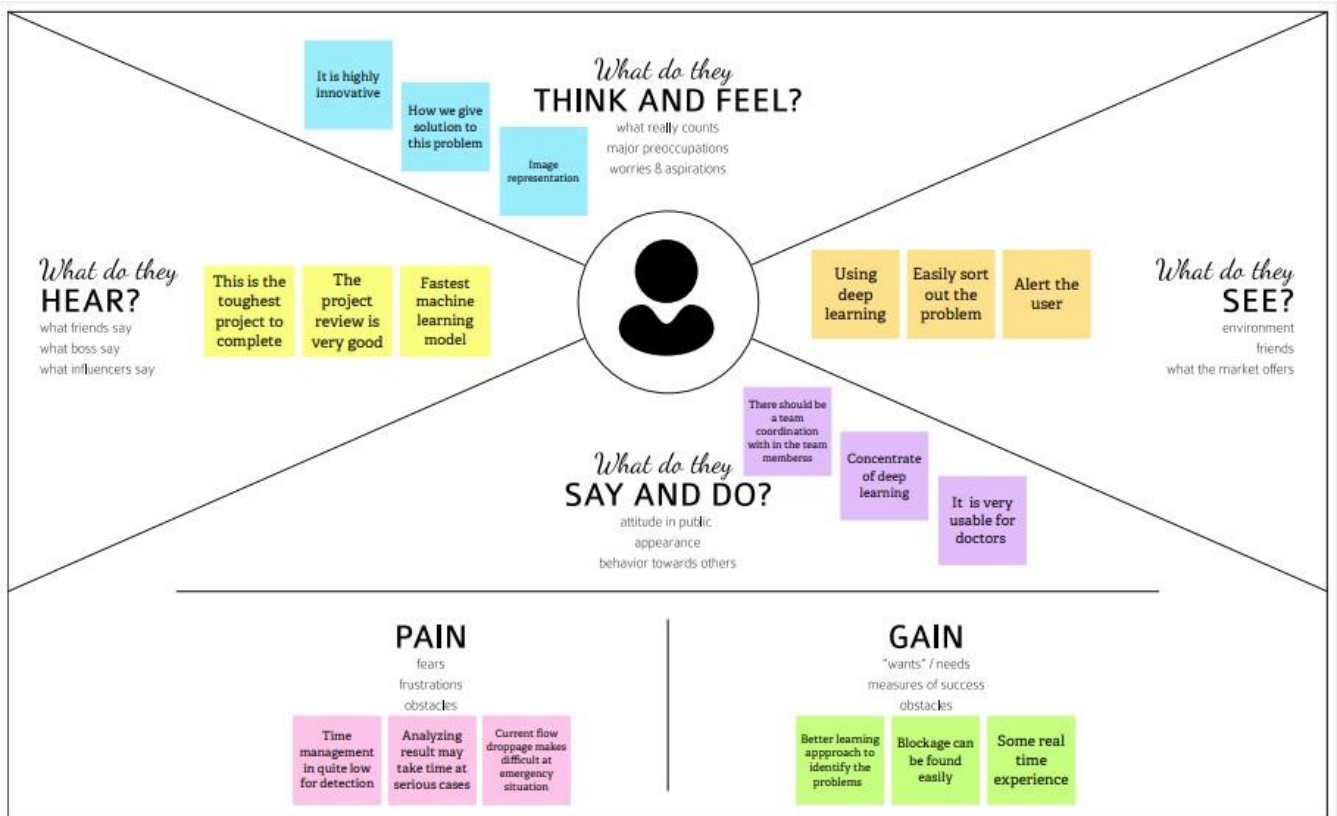 It is highly
innovative
How we give
solution to
this problem
Image
representation
What do they
THINK AND FEEL?
what really counts
major preoccupations
worries & aspirations
What do they
HEAR?
what friends say
what boss say
what influencers say
This is the
toughest
project to
complete
The
project
review is
very good
Fastest
machine
learning
model
Using
deep
learning
Easily sort
out the
problem
Alert the
user
What do they
SEE?
environment
friends
what the market offers
What do they
SAY AND DO?
attitude in public
appearance
behavior towards others
There should be
a team
coordination
with in the team
memberss
Concentrate
of deep
learning
It is very
usable for
doctors
PAIN
fears
frustrations
obstacles
Time
management
in quite low
for detection
Analyzing
result may
take time at
serious cases
Current flow
droppage makes
difficult at
emergency
situation
GAIN
"wants" / needs
measures of success
obstacles
Better learning
appproach to
identify the
problems
Blockage can
be found
easily
Some real
time
experience